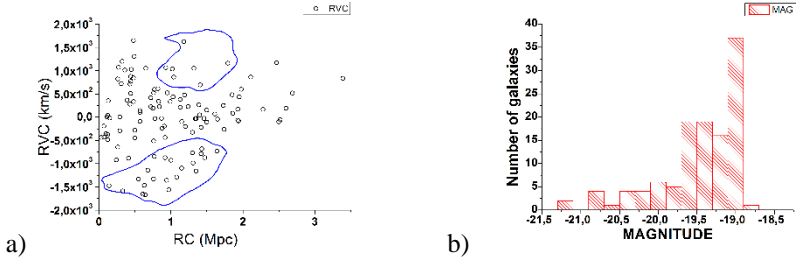 RVC
2,0x10³
1,5x10³
1,0x10³
5,0x10²
0,0
-5,0x10²
-1,0x10³
-1,5x10³
-2,0x10³
RVC (km/s)
0 1 2 3
RC (Mpc)
a)
MAG
40
35
30
25
20
15
10
5
0
Number of galaxies
-21,5 -21,0 -20,5 -20,0 -19,5 -19,0 -18,5
MAGNITUDE
b)